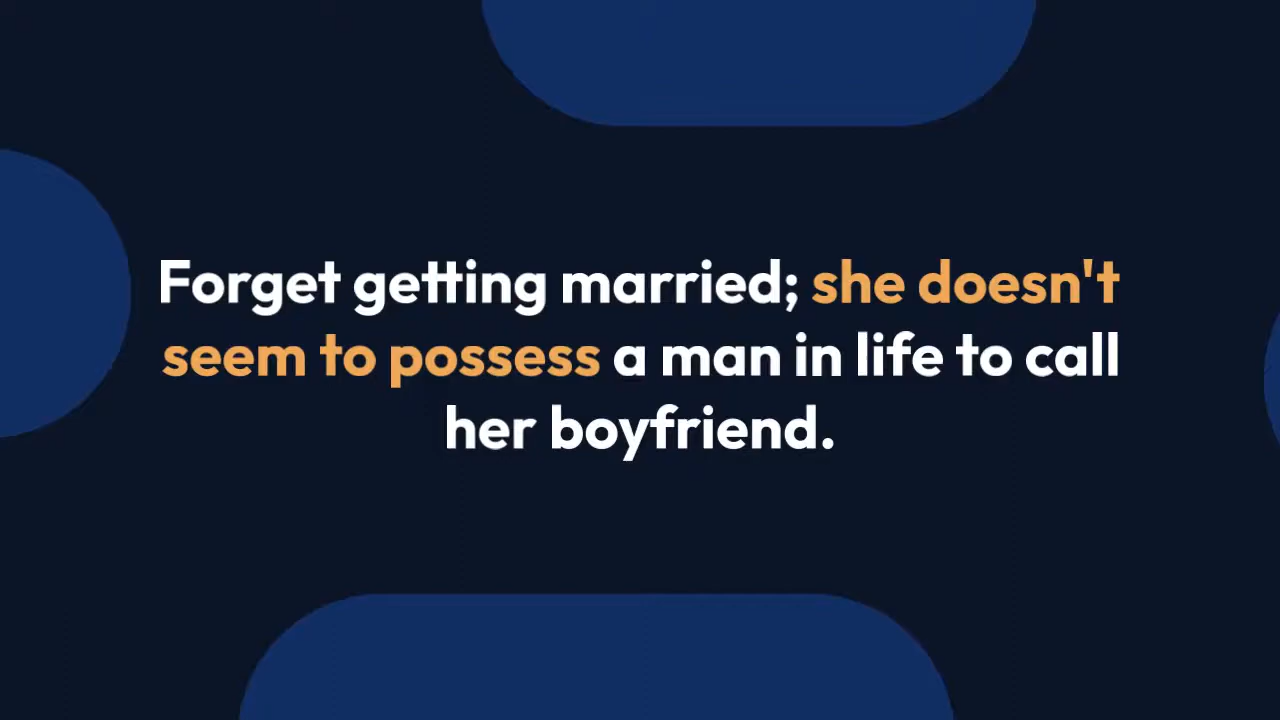 Forget getting married; she doesn't
seem to possess a man in life to call
her boyfriend.